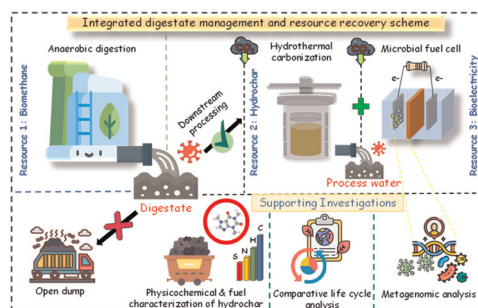 Integrated digestate management and resource recovery scheme
Anaerobic digestion
Hydrothermal
carbonization
Microbial fuel cell
CO₂
CO₂
e-
e-
Resource 1: Biomethane
Downstream
processing
Resource 2: Hydrochar
Resource 3: Bioelectricity
Process water
Digestate
Supporting Investigations
S
N
H
C
Open dump
Physicochemical & fuel
characterization of hydrochar
Comparative life cycle
analysis
Metagenomic analysis